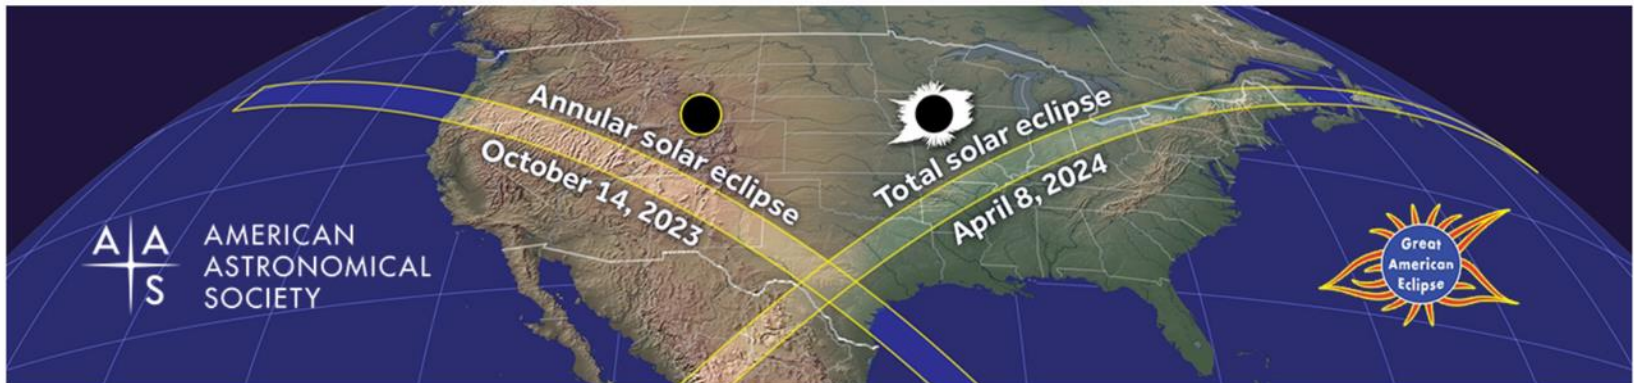 Annular solar eclipse
October 14, 2023
Total solar eclipse
April 8, 2024
A A
S
AMERICAN
ASTRONOMICAL
SOCIETY
Great
American
Eclipse